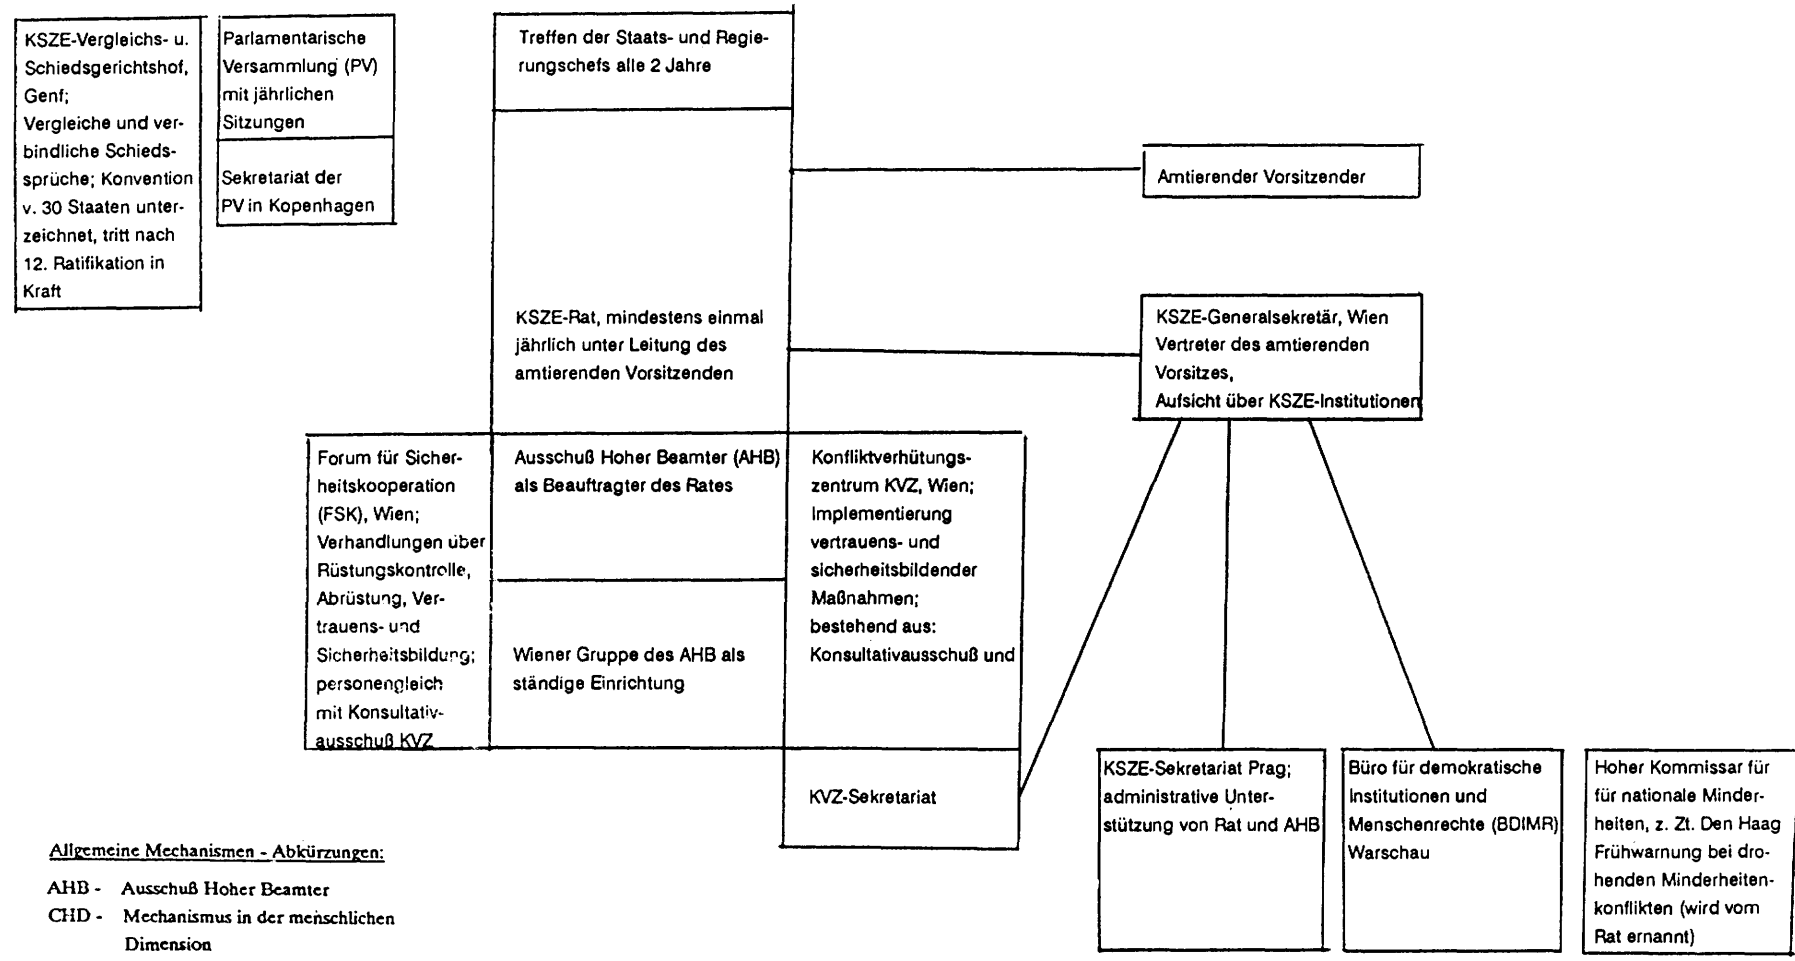 KSZE-Vergleichs- u.
Schiedsgerichtshof,
Genf;
Vergleiche und ver-
bindliche Schieds-
sprüche; Konvention
v. 30 Staaten unter-
zeichnet, tritt nach
12. Ratifikation in
Kraft
Parlamentarische
Versammlung (PV)
mit jährlichen
Sitzungen
Sekretariat der
PV in Kopenhagen
Treffen der Staats- und Regie-
rungschefs alle 2 Jahre
Amtierender Vorsitzender
KSZE-Rat, mindestens einmal
jährlich unter Leitung des
amtierenden Vorsitzenden
KSZE-Generalsekretär, Wien
Vertreter des amtierenden
Vorsitzes,
Aufsicht über KSZE-Institutionen
Forum für Sicher-
heitskooperation
(FSK), Wien;
Verhandlungen über
Rüstungskontrolle,
Abrüstung, Ver-
trauens- und
Sicherheitsbildung;
personengleich
mit Konsultativ-
ausschuß KVZ
Ausschuß Hoher Beamter (AHB)
als Beauftragter des Rates
Wiener Gruppe des AHB als
ständige Einrichtung
Konfliktverhütungs-
zentrum KVZ, Wien;
Implementierung
vertrauens- und
sicherheitsbildender
Maßnahmen;
bestehend aus:
Konsultativausschuß und
KVZ-Sekretariat
KSZE-Sekretariat Prag;
administrative Unter-
stützung von Rat und AHB
Büro für demokratische
Institutionen und
Menschenrechte (BDIMR)
Warschau
Hoher Kommissar für
für nationale Minder-
heiten, z. Zt. Den Haag
Frühwarnung bei dro-
henden Minderheiten-
konflikten (wird vom
Rat ernannt)
Allgemeine Mechanismen - Abkürzungen:
AHB - Ausschuß Hoher Beamter
CHD - Mechanismus in der menschlichen
Dimension